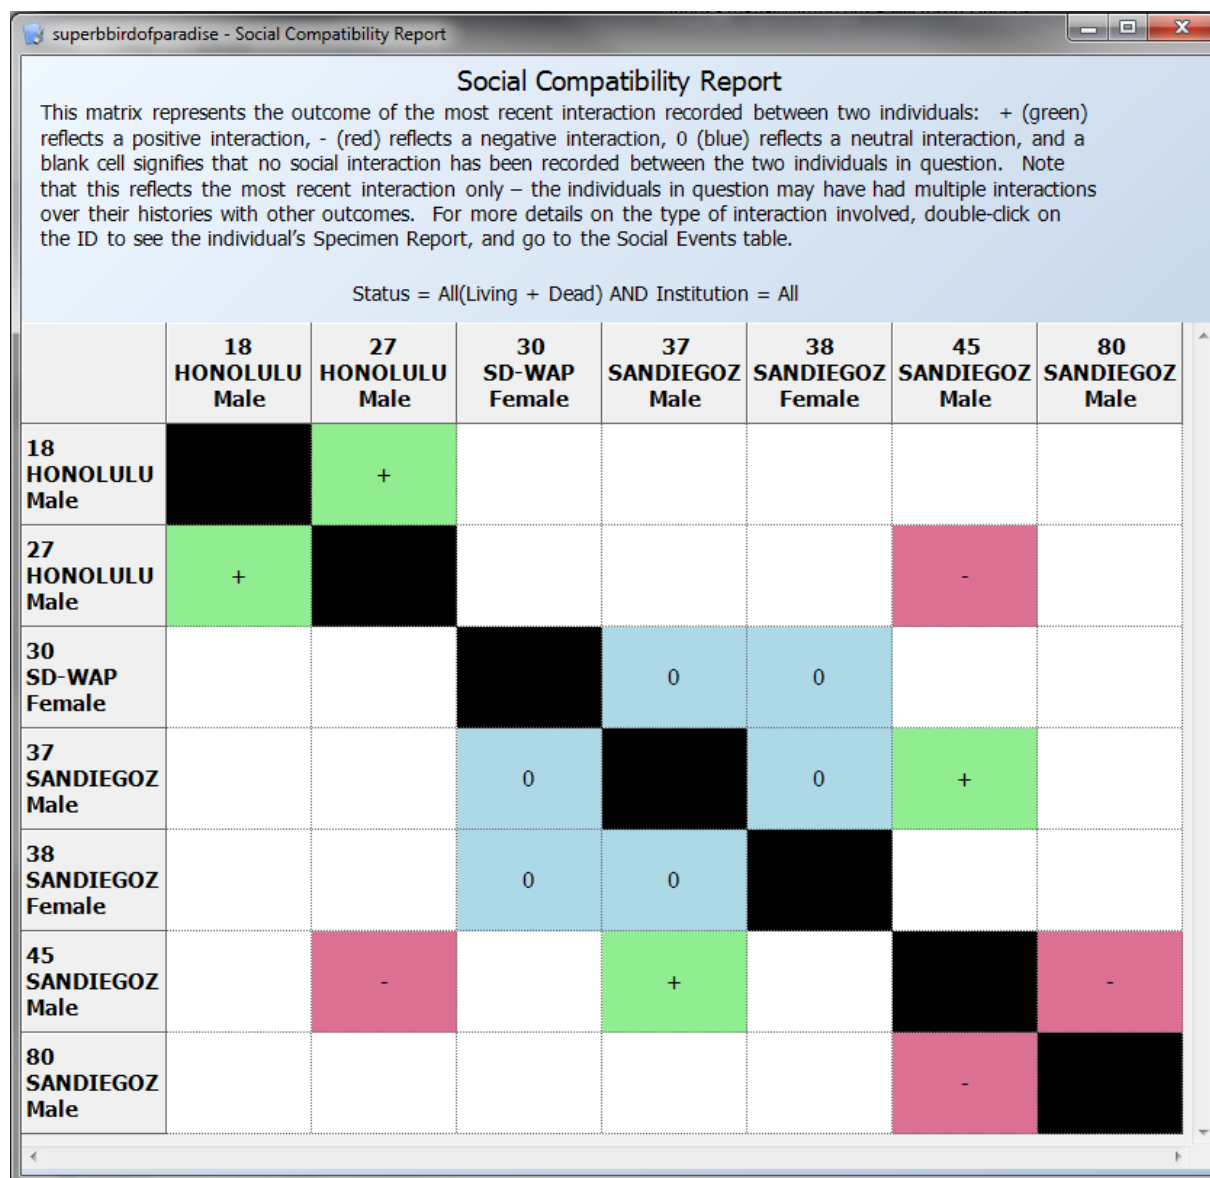 superbbirdofparadise - Social Compatibility Report
Social Compatibility Report
This matrix represents the outcome of the most recent interaction recorded between two individuals:  + (green)
reflects a positive interaction, - (red) reflects a negative interaction, 0 (blue) reflects a neutral interaction, and a
blank cell signifies that no social interaction has been recorded between the two individuals in question.  Note
that this reflects the most recent interaction only – the individuals in question may have had multiple interactions
over their histories with other outcomes.  For more details on the type of interaction involved, double-click on
the ID to see the individual's Specimen Report, and go to the Social Events table.
Status = All(Living + Dead) AND Institution = All
18 27 30 37 38 45 80
HONOLULU HONOLULU SD-WAP SANDIEGOZ SANDIEGOZ SANDIEGOZ SANDIEGOZ
Male Male Female Male Female Male Male
18
HONOLULU +
Male
27
HONOLULU + -
Male
30
SD-WAP 0 0
Female
37
SANDIEGOZ 0 0 +
Male
38
SANDIEGOZ 0 0
Female
45
SANDIEGOZ - + -
Male
80
SANDIEGOZ -
Male